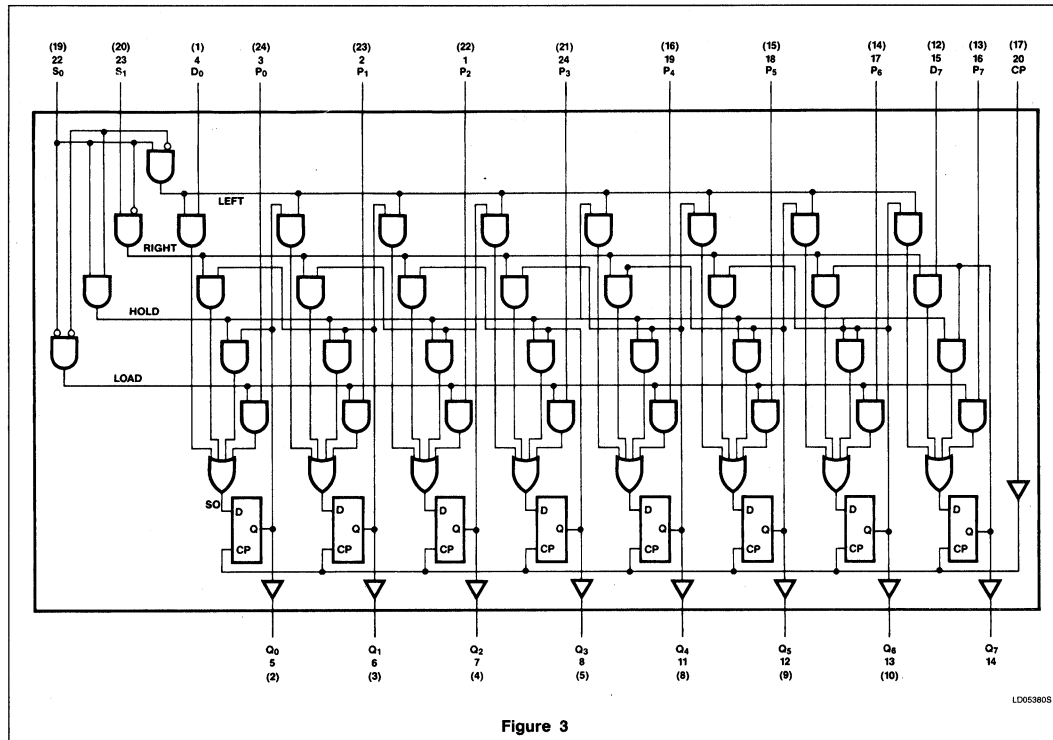 (19) (20) (1) (24) (23) (22) (21) (16) (15) (14) (12) (13) (17)
22 23 4 3 2 1 24 19 18 17 15 16 20
S0 S1 D0 P0 P1 P2 P3 P4 P5 P6 D7 P7 CP
LEFT
RIGHT
HOLD
LOAD
SO
D D D D D D D D
Q Q Q Q Q Q Q Q
CP CP CP CP CP CP CP CP
Q0 Q1 Q2 Q3 Q4 Q5 Q6 Q7
5 6 7 8 11 12 13 14
(2) (3) (4) (5) (8) (9) (10)
LD05380S
Figure 3